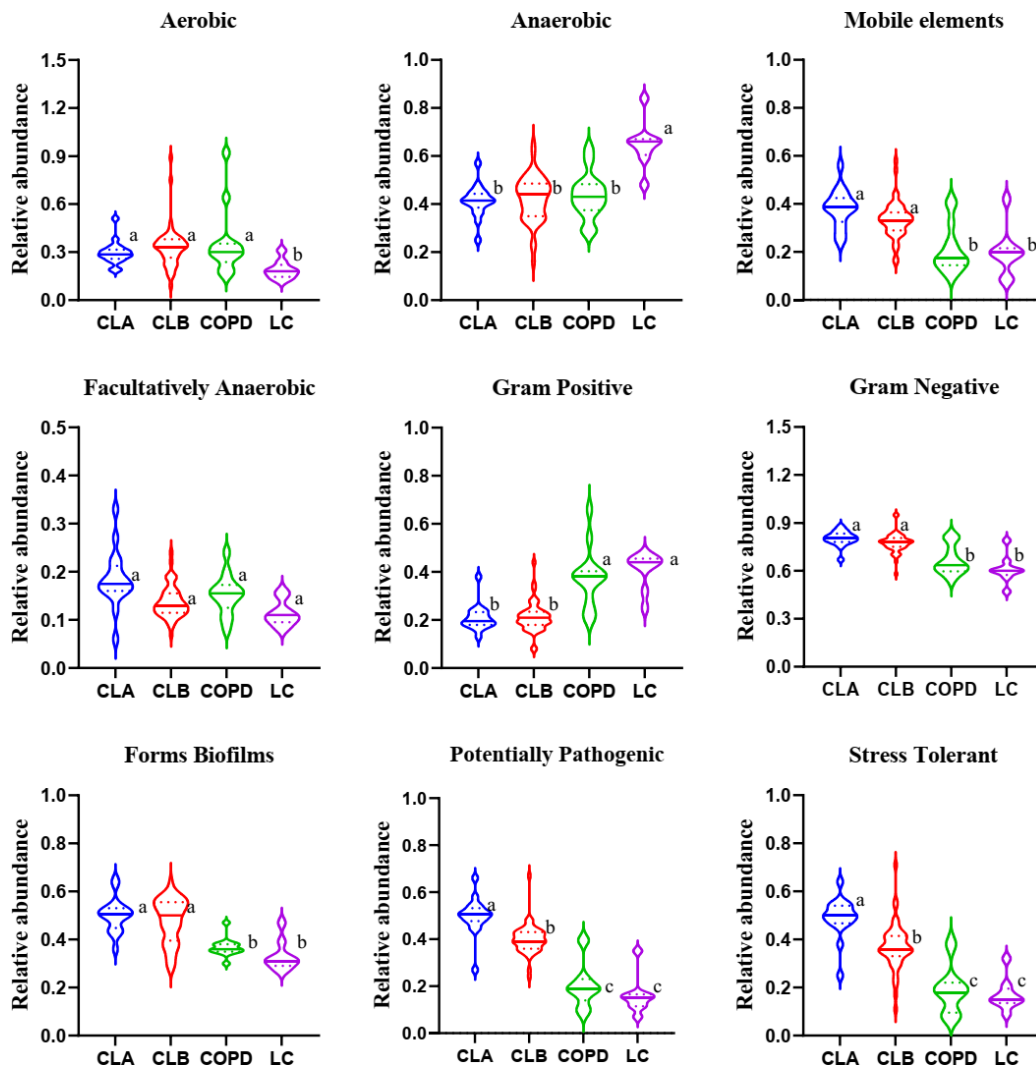 Aerobic
Relative abundance
1.5
1.2
0.9
0.6
0.3
0.0
a
a
a
b
CLA CLB COPD LC
Anaerobic
Relative abundance
1.0
0.8
0.6
0.4
0.2
0.0
b
b
b
a
CLA CLB COPD LC
Mobile elements
Relative abundance
1.0
0.8
0.6
0.4
0.2
0.0
a
a
b
b
CLA CLB COPD LC
Facultatively Anaerobic
Relative abundance
0.5
0.4
0.3
0.2
0.1
0.0
a
a
a
a
CLA CLB COPD LC
Gram Positive
Relative abundance
1.0
0.8
0.6
0.4
0.2
0.0
b
b
a
a
CLA CLB COPD LC
Gram Negative
Relative abundance
1.5
1.2
0.9
0.6
0.3
0.0
a
a
b
b
CLA CLB COPD LC
Forms Biofilms
Relative abundance
1.0
0.8
0.6
0.4
0.2
0.0
a
a
b
b
CLA CLB COPD LC
Potentially Pathogenic
Relative abundance
1.0
0.8
0.6
0.4
0.2
0.0
a
b
c
c
CLA CLB COPD LC
Stress Tolerant
Relative abundance
1.0
0.8
0.6
0.4
0.2
0.0
a
b
c
c
CLA CLB COPD LC